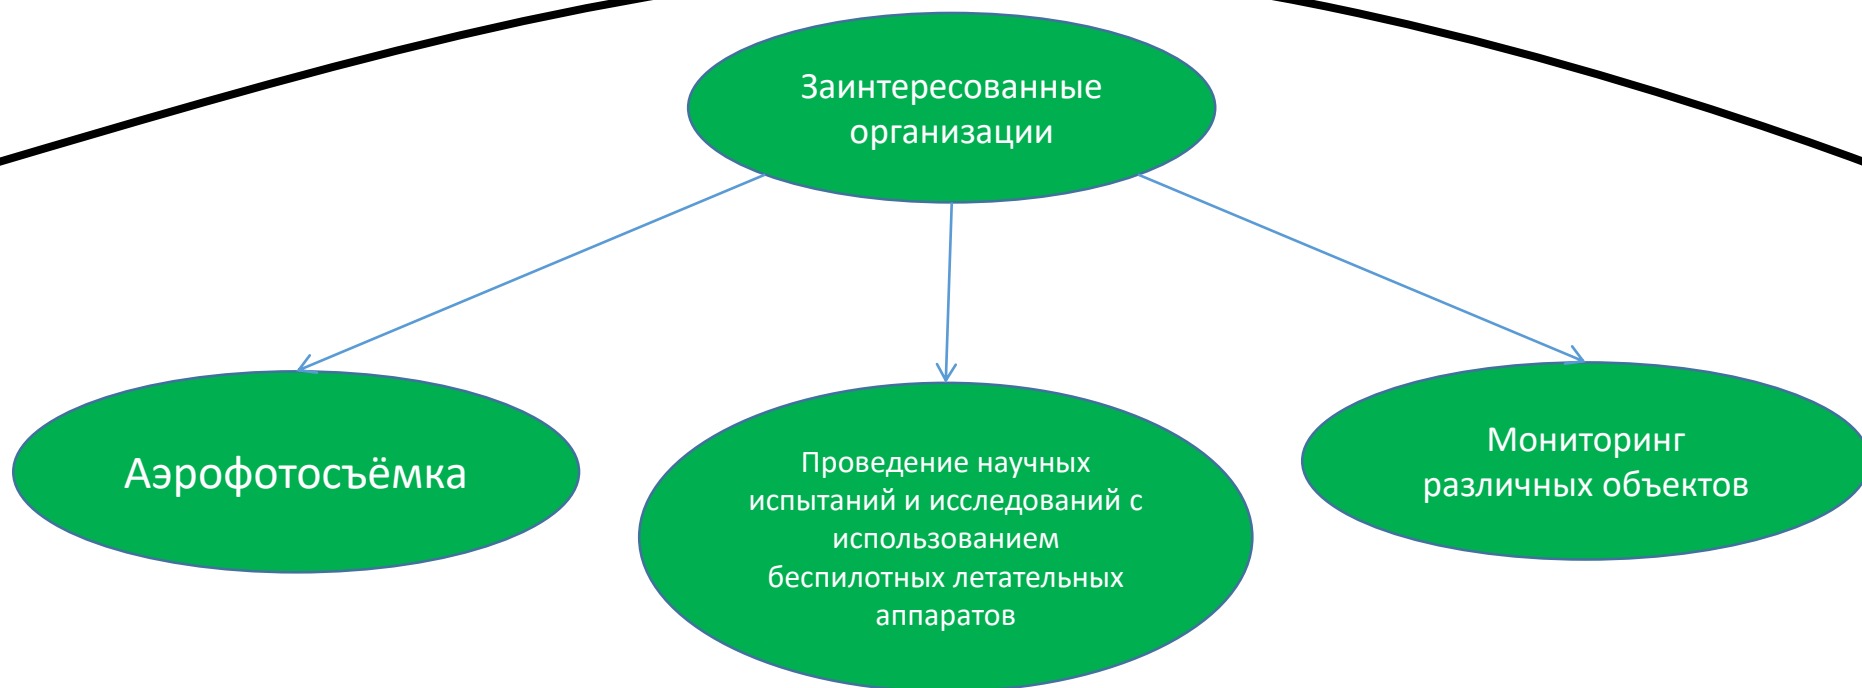 Заинтересованные
организации
Аэрофотосъёмка
Проведение научных
испытаний и исследований с
использованием
беспилотных летательных
аппаратов
Мониторинг
различных объектов